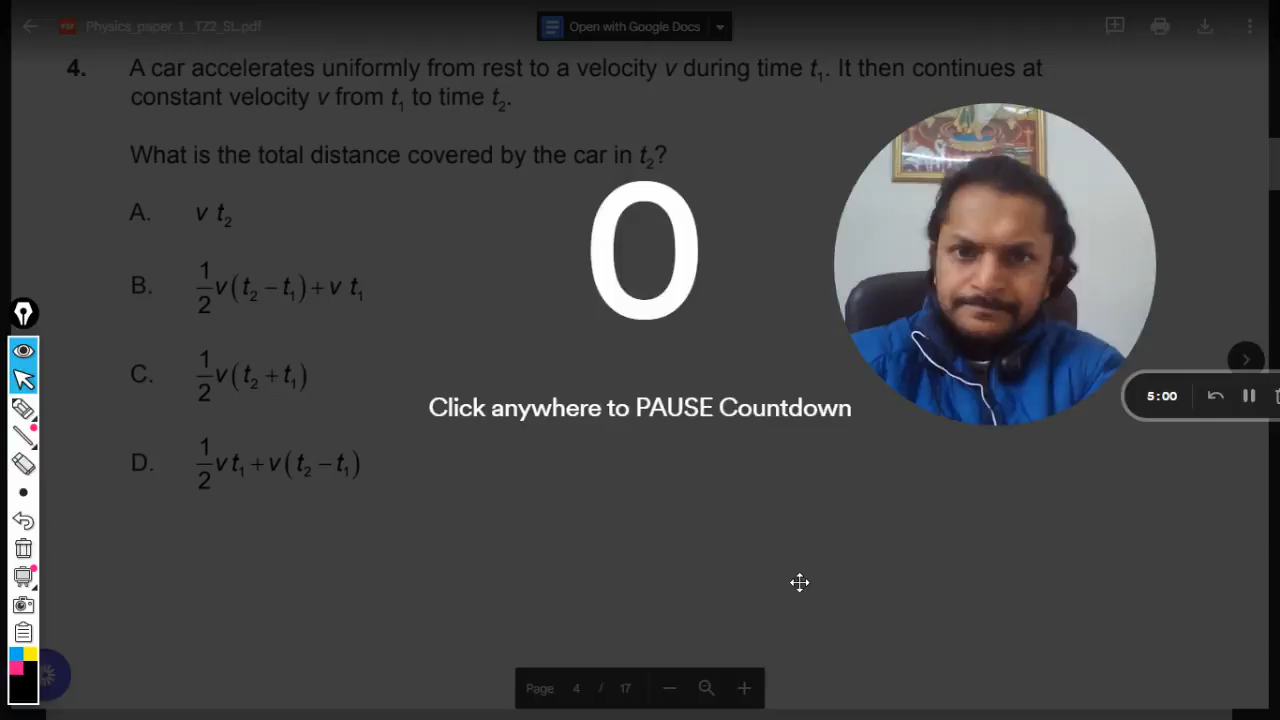 Physics_paper 1__TZ2_SL.pdf
Open with Google Docs
4. A car accelerates uniformly from rest to a velocity v during time t₁. It then continues at
constant velocity v from t₁ to time t₂.
What is the total distance covered by the car in t₂?
A. v t₂
B. 1/2 v(t₂ − t₁) + v t₁
C. 1/2 v(t₂ + t₁)
D. 1/2 v t₁ + v(t₂ − t₁)
0
Click anywhere to PAUSE Countdown
5:00
Page 4 / 17